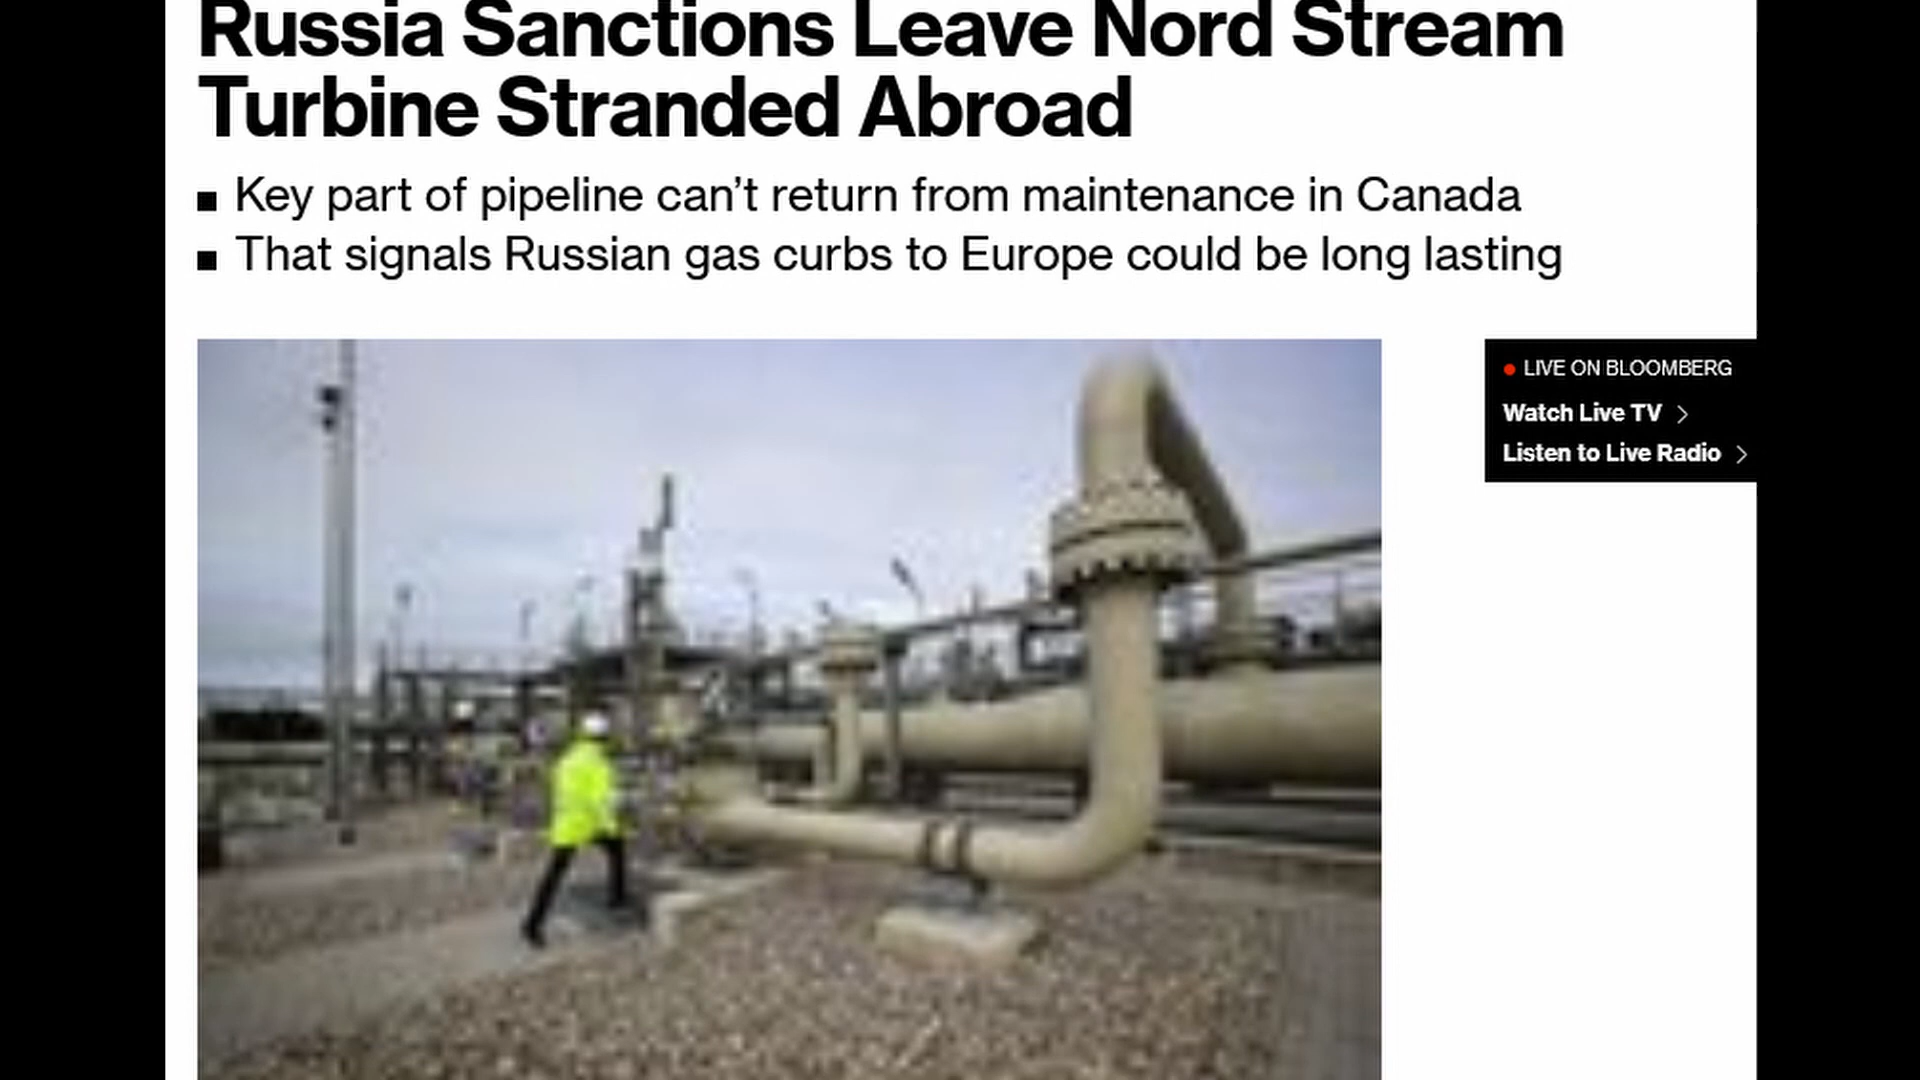 Russia Sanctions Leave Nord Stream
Turbine Stranded Abroad
Key part of pipeline can’t return from maintenance in Canada
That signals Russian gas curbs to Europe could be long lasting
LIVE ON BLOOMBERG
Watch Live TV
Listen to Live Radio